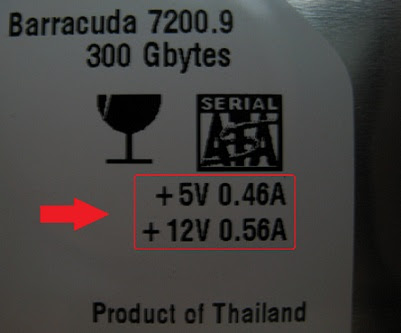 Barracuda 7200.9
300 Gbytes
SERIAL
ATA
+5V 0.46A
+12V 0.56A
Product of Thailand